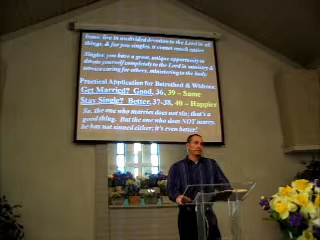 live in undivided devotion to the Lord in all
things, & for you singles, it cannot much easier
Singles, you have a great, unique opportunity to
devote yourself completely to the Lord in ministry &
service caring for others, ministering to the body.
Practical Application for Betrothed & Widows:
Get Married? Good. 36, 39 – Same
Stay Single? Better. 37-38, 40 – Happier
So, the one who marries does not sin; that's a
good thing. But the one who does NOT marry,
he has not sinned either; it's even better!